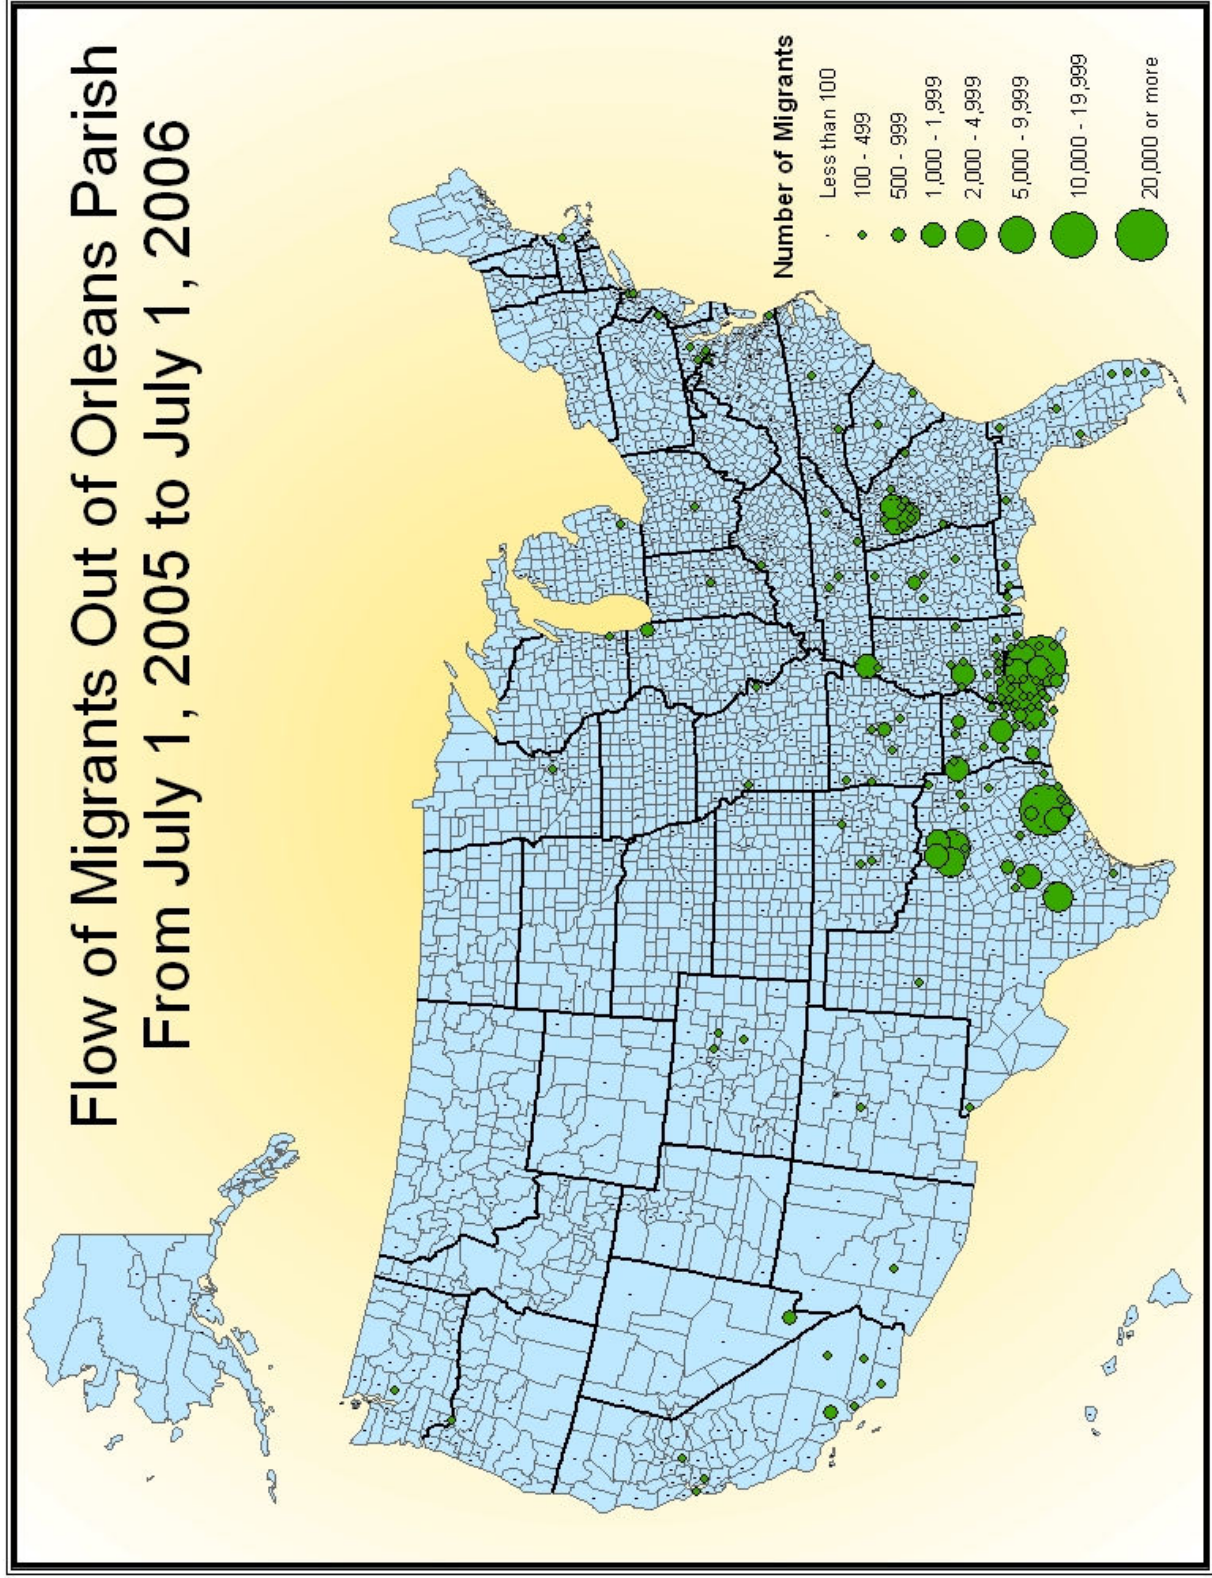 Flow of Migrants Out of Orleans Parish
From July 1, 2005 to July 1, 2006
Number of Migrants
Less than 100
100 - 499
500 - 999
1,000 - 1,999
2,000 - 4,999
5,000 - 9,999
10,000 - 19,999
20,000 or more